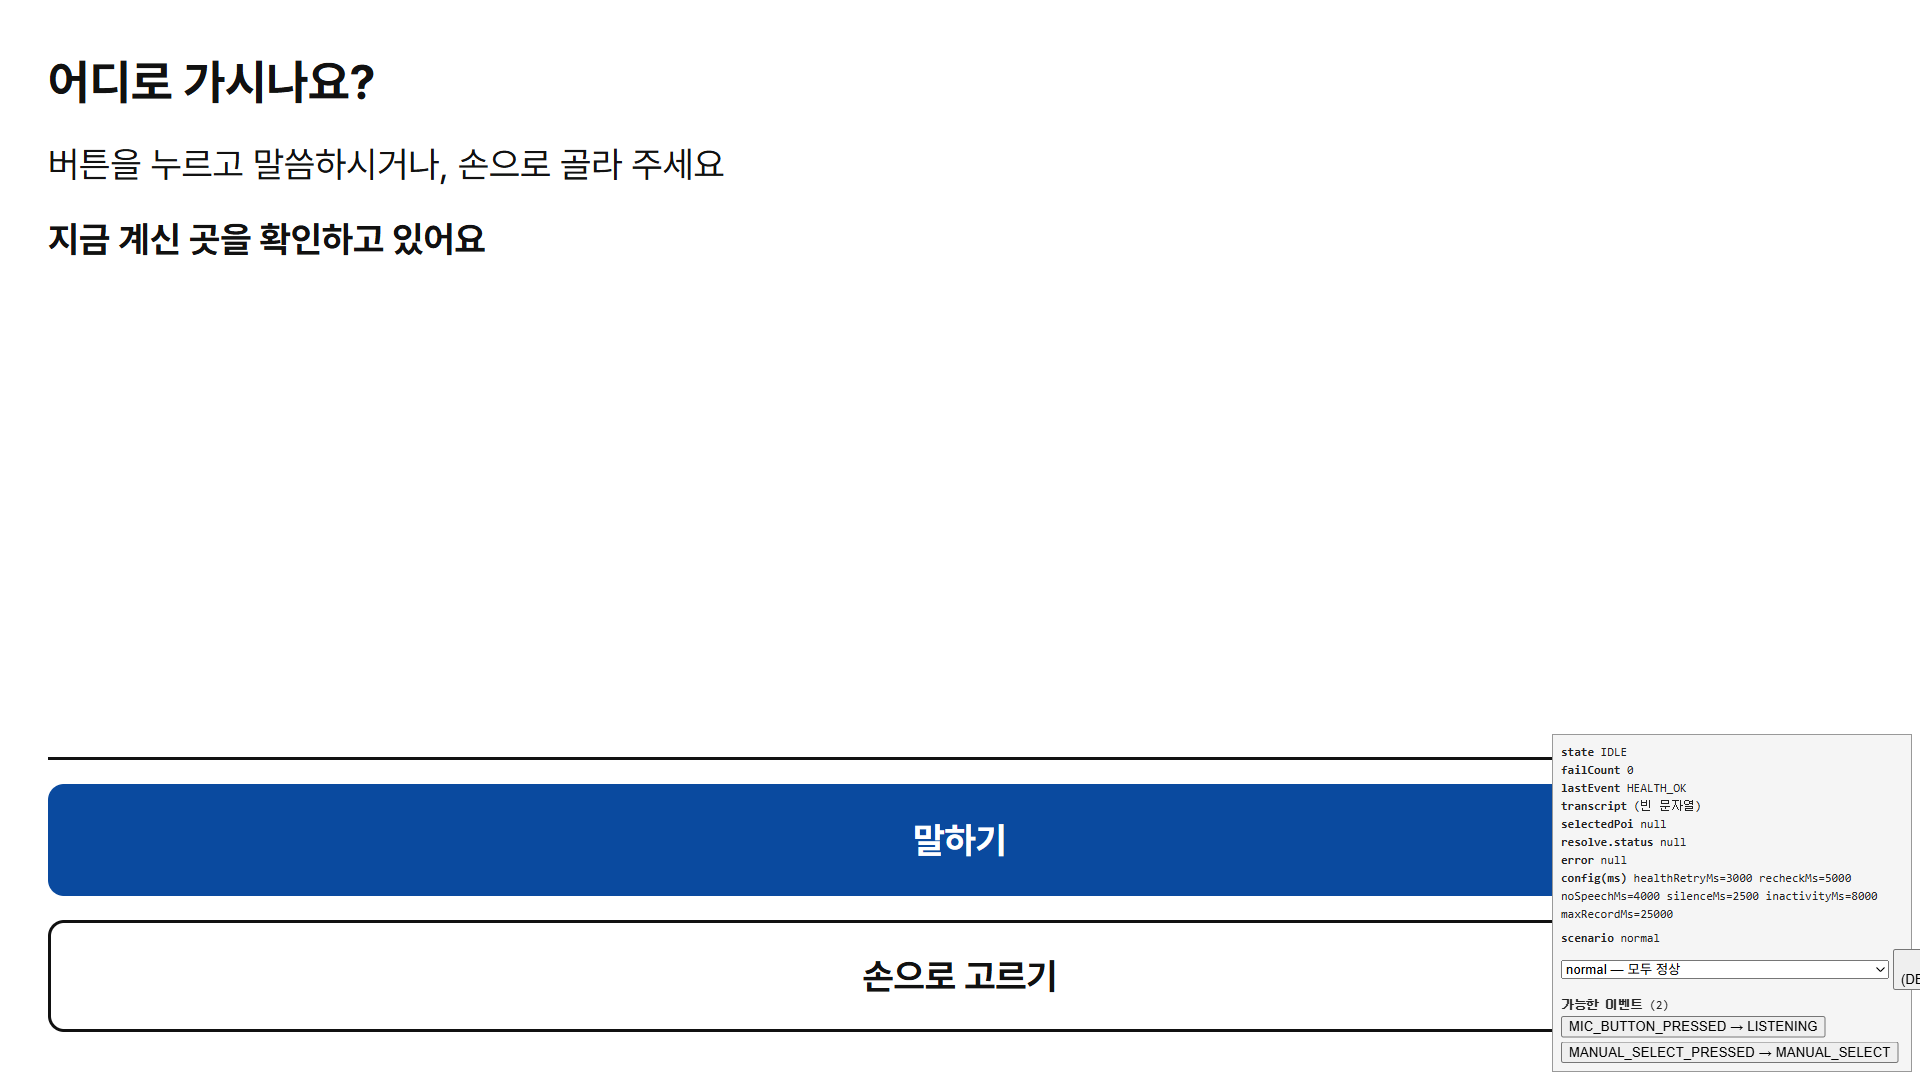 어디로 가시나요?
버튼을 누르고 말씀하시거나, 손으로 골라 주세요
지금 계신 곳을 확인하고 있어요
말하기
손으로 고르기
state IDLE
failCount 0
lastEvent HEALTH_OK
transcript (빈 문자열)
selectedPoi null
resolve.status null
error null
config(ms) healthRetryMs=3000 recheckMs=5000
noSpeechMs=4000 silenceMs=2500 inactivityMs=8000
maxRecordMs=25000
scenario normal
normal — 모두 정상
가능한 이벤트 (2)
MIC_BUTTON_PRESSED → LISTENING
MANUAL_SELECT_PRESSED → MANUAL_SELECT